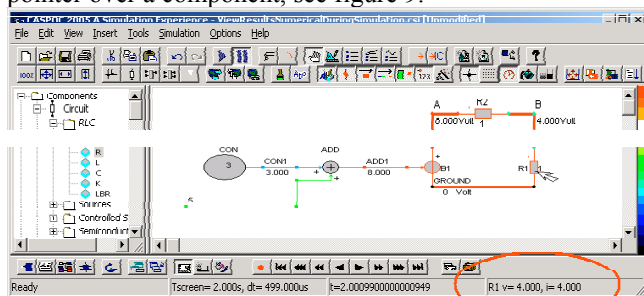 pointer over a component, see figure 9.
CASPOC 2005 A Simulation Experience - ViewResultsNumericalDuringSimulation.csi [Unmodified]
File Edit View Insert Tools Simulation Options Help
Components
Circuit
RLC
R
L
C
K
LBR
Sources
Controlled S
Semiconduct
A
R2
B
8.000Volt
1
4.000Volt
CON
3
CON1
3.000
ADD
ADD1
8.000
B1
R1
GROUND
0 Volt
Ready
Tscreen= 2.000s, dt= 499.000us
t=2.0009900000000949
R1 v= 4.000, i= 4.000